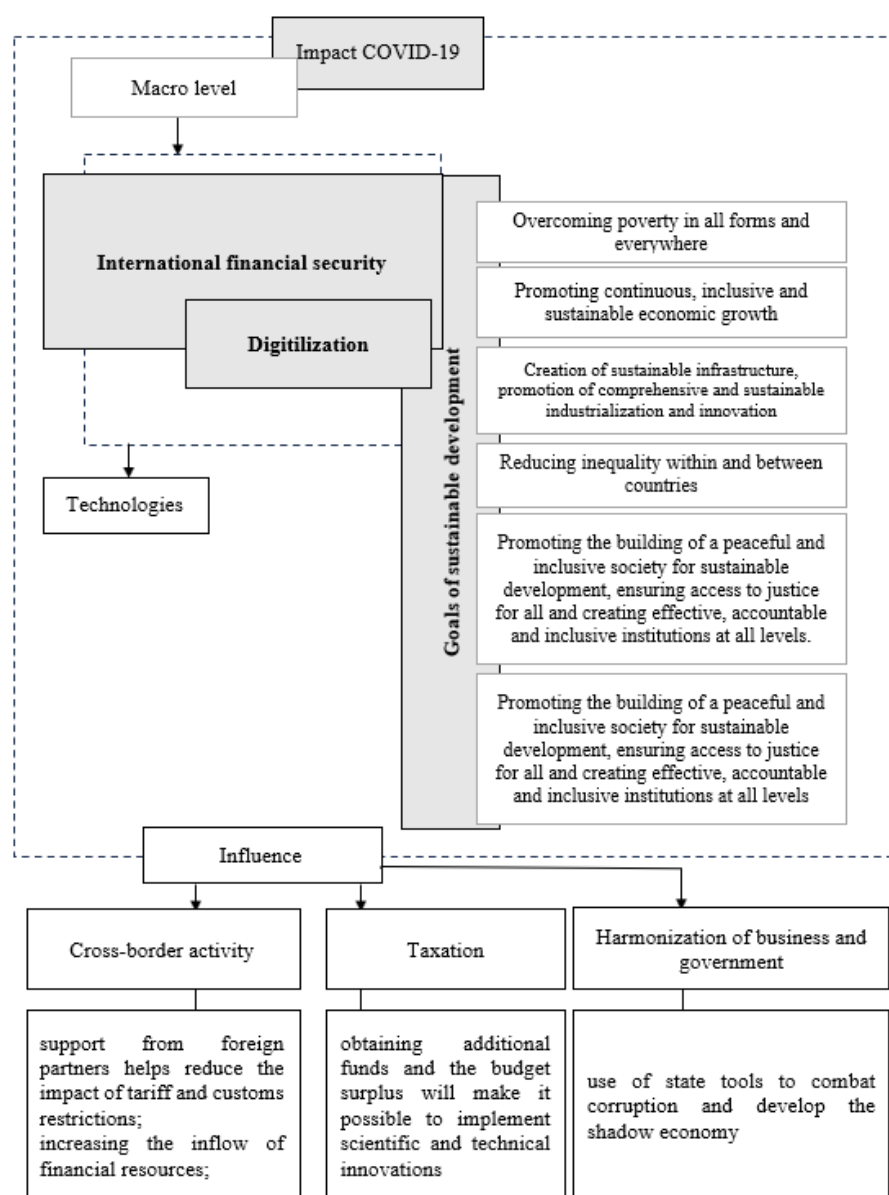 Impact COVID-19
Macro level
International financial security
Digitilization
Technologies
Goals of sustainable development
Overcoming poverty in all forms and
everywhere
Promoting continuous, inclusive and
sustainable economic growth
Creation of sustainable infrastructure,
promotion of comprehensive and sustainable
industrialization and innovation
Reducing inequality within and between
countries
Promoting the building of a peaceful and
inclusive society for sustainable
development, ensuring access to justice
for all and creating effective, accountable
and inclusive institutions at all levels.
Promoting the building of a peaceful and
inclusive society for sustainable
development, ensuring access to justice
for all and creating effective, accountable
and inclusive institutions at all levels
Influence
Cross-border activity
Taxation
Harmonization of business and
government
support from foreign
partners helps reduce the
impact of tariff and customs
restrictions;
increasing the inflow of
financial resources;
obtaining additional
funds and the budget
surplus will make it
possible to implement
scientific and technical
innovations
use of state tools to combat
corruption and develop the
shadow economy